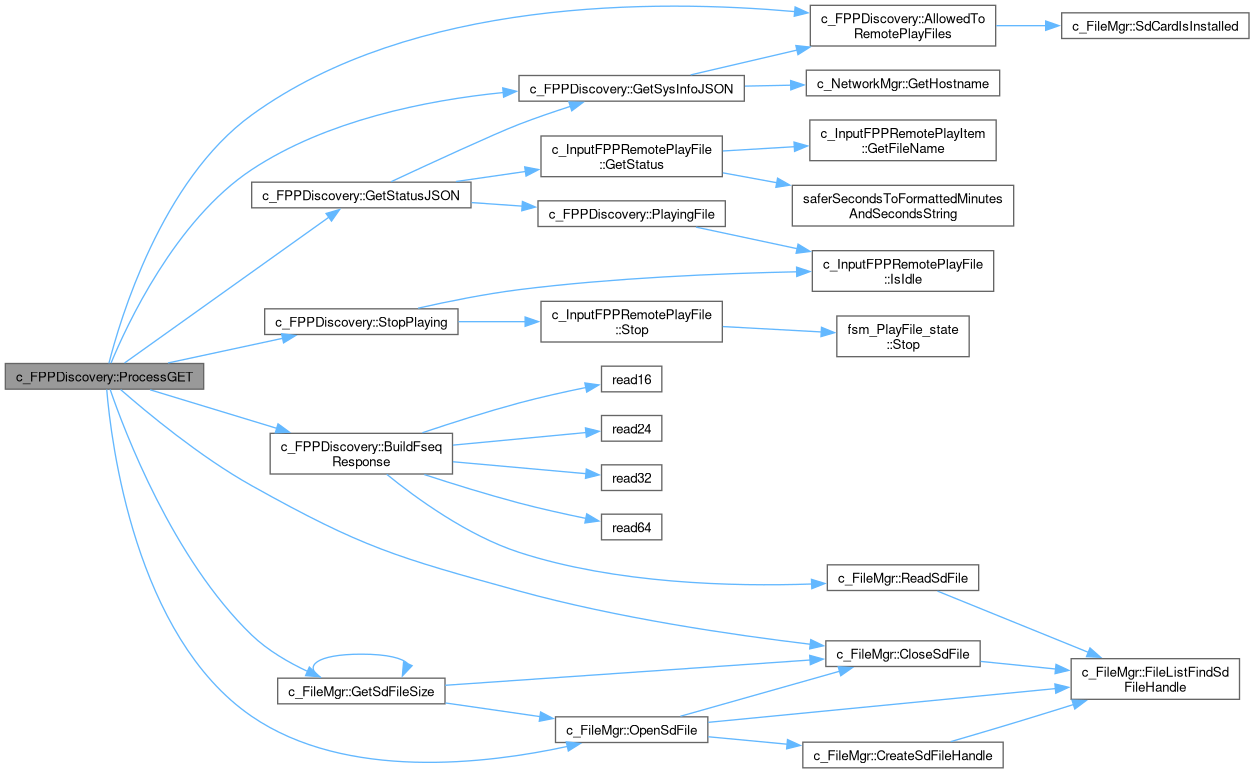 c_FPPDiscovery::AllowedTo
RemotePlayFiles
c_FileMgr::SdCardIsInstalled
c_FPPDiscovery::GetSysInfoJSON
c_NetworkMgr::GetHostname
c_InputFPPRemotePlayFile
::GetStatus
c_InputFPPRemotePlayItem
::GetFileName
c_FPPDiscovery::GetStatusJSON
saferSecondsToFormattedMinutes
AndSecondsString
c_FPPDiscovery::PlayingFile
c_InputFPPRemotePlayFile
::IsIdle
c_FPPDiscovery::StopPlaying
c_InputFPPRemotePlayFile
::Stop
fsm_PlayFile_state
::Stop
c_FPPDiscovery::ProcessGET
read16
read24
c_FPPDiscovery::BuildFseq
Response
read32
read64
c_FileMgr::ReadSdFile
c_FileMgr::CloseSdFile
c_FileMgr::FileListFindSd
FileHandle
c_FileMgr::GetSdFileSize
c_FileMgr::OpenSdFile
c_FileMgr::CreateSdFileHandle